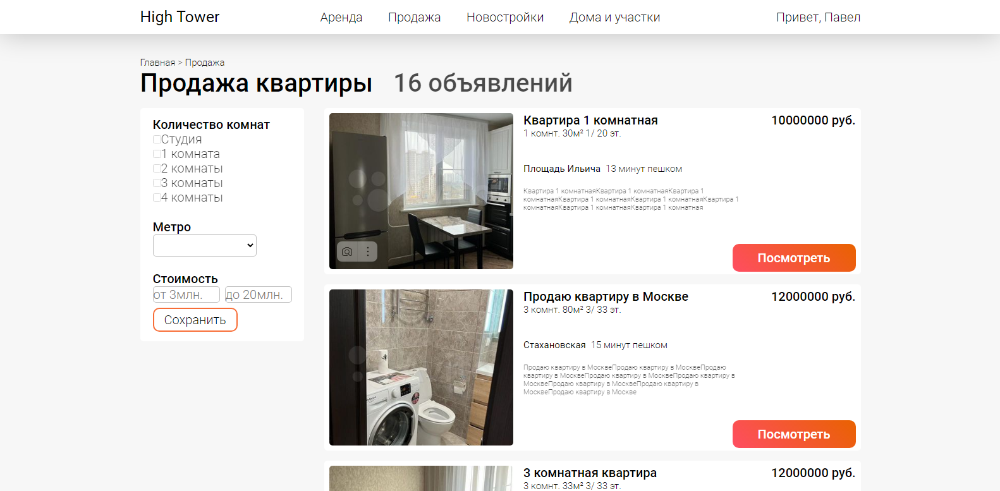 High Tower
Аренда
Продажа
Новостройки
Дома и участки
Привет, Павел
Главная > Продажа
Продажа квартиры
16 объявлений
Количество комнат
Студия
1 комната
2 комнаты
3 комнаты
4 комнаты
Метро
Стоимость
от 3млн.
до 20млн.
Сохранить
Квартира 1 комнатная
10000000 руб.
1 комнт. 30м² 1/ 20 эт.
Площадь Ильича 13 минут пешком
Квартира 1 комнатнаяКвартира 1 комнатнаяКвартира 1
комнатнаяКвартира 1 комнатнаяКвартира 1 комнатнаяКвартира 1
комнатнаяКвартира 1 комнатнаяКвартира 1 комнатная
Посмотреть
Продаю квартиру в Москве
12000000 руб.
3 комнт. 80м² 3/ 33 эт.
Стахановская 15 минут пешком
Продаю квартиру в МосквеПродаю квартиру в МосквеПродаю
квартиру в МосквеПродаю квартиру в МосквеПродаю квартиру в
МосквеПродаю квартиру в МосквеПродаю квартиру в
МосквеПродаю квартиру в Москве
Посмотреть
3 комнатная квартира
12000000 руб.
3 комнт. 33м² 3/ 33 эт.